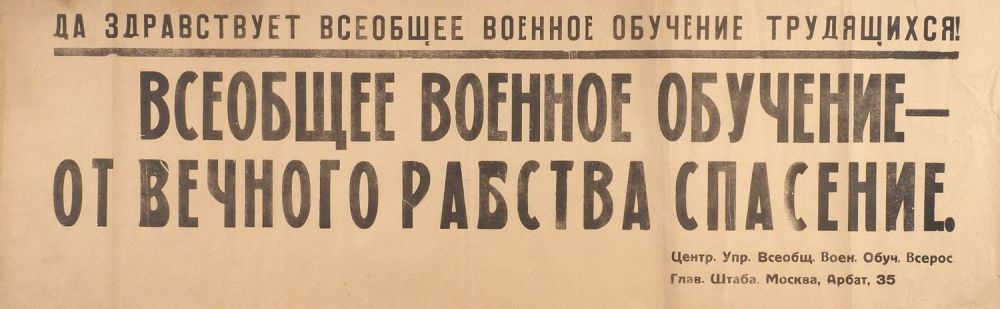 ДА ЗДРАВСТВУЕТ ВСЕОБЩЕЕ ВОЕННОЕ ОБУЧЕНИЕ ТРУДЯЩИХСЯ!
ВСЕОБЩЕЕ ВОЕННОЕ ОБУЧЕНИЕ—
ОТ ВЕЧНОГО РАБСТВА СПАСЕНИЕ.
Центр. Упр. Всеобщ. Воен. Обуч. Всерос.
Глав. Штаба. Москва, Арбат, 35